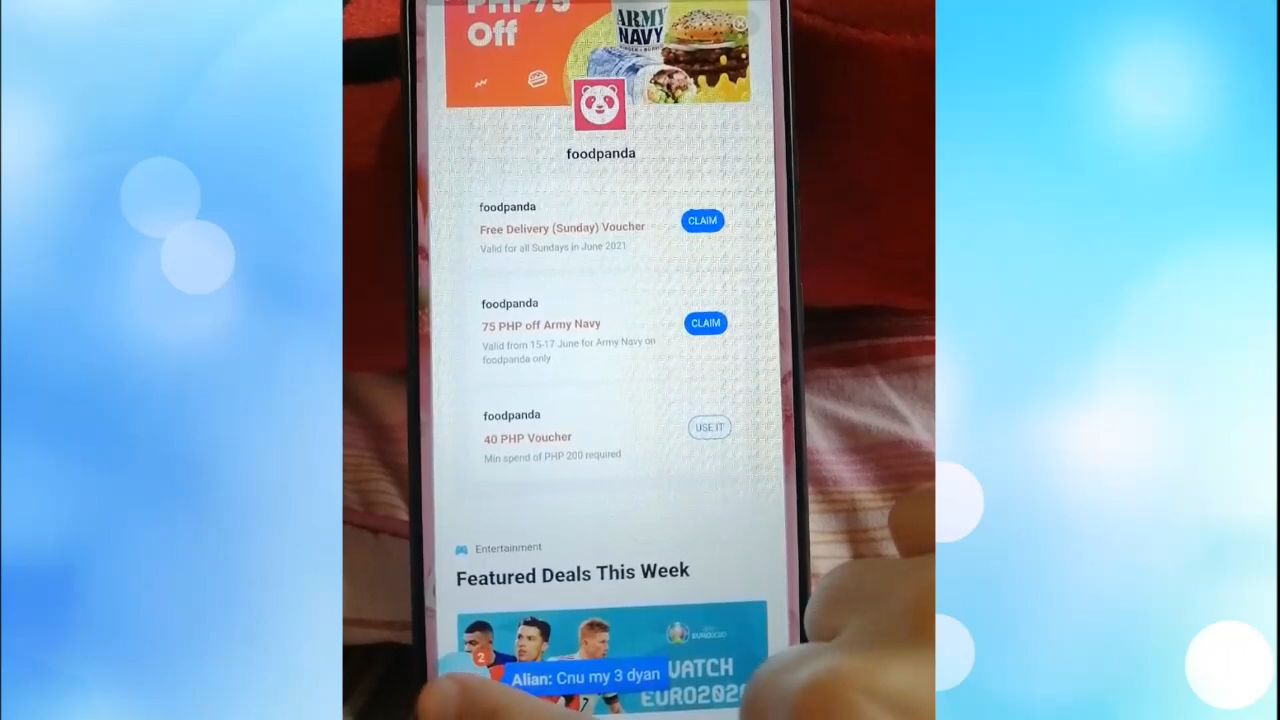 PHP75
Off
ARMY
NAVY
foodpanda
foodpanda
Free Delivery (Sunday) Voucher
CLAIM
Valid for all Sundays in June 2021
foodpanda
75 PHP off Army Navy
CLAIM
Valid from 15-17 June for Army Navy on
foodpanda only
foodpanda
40 PHP Voucher
USE IT
Min spend of PHP 200 required
Entertainment
Featured Deals This Week
EURO2020
WATCH
EURO2020
2
Alian: Cnu my 3 dyan
7